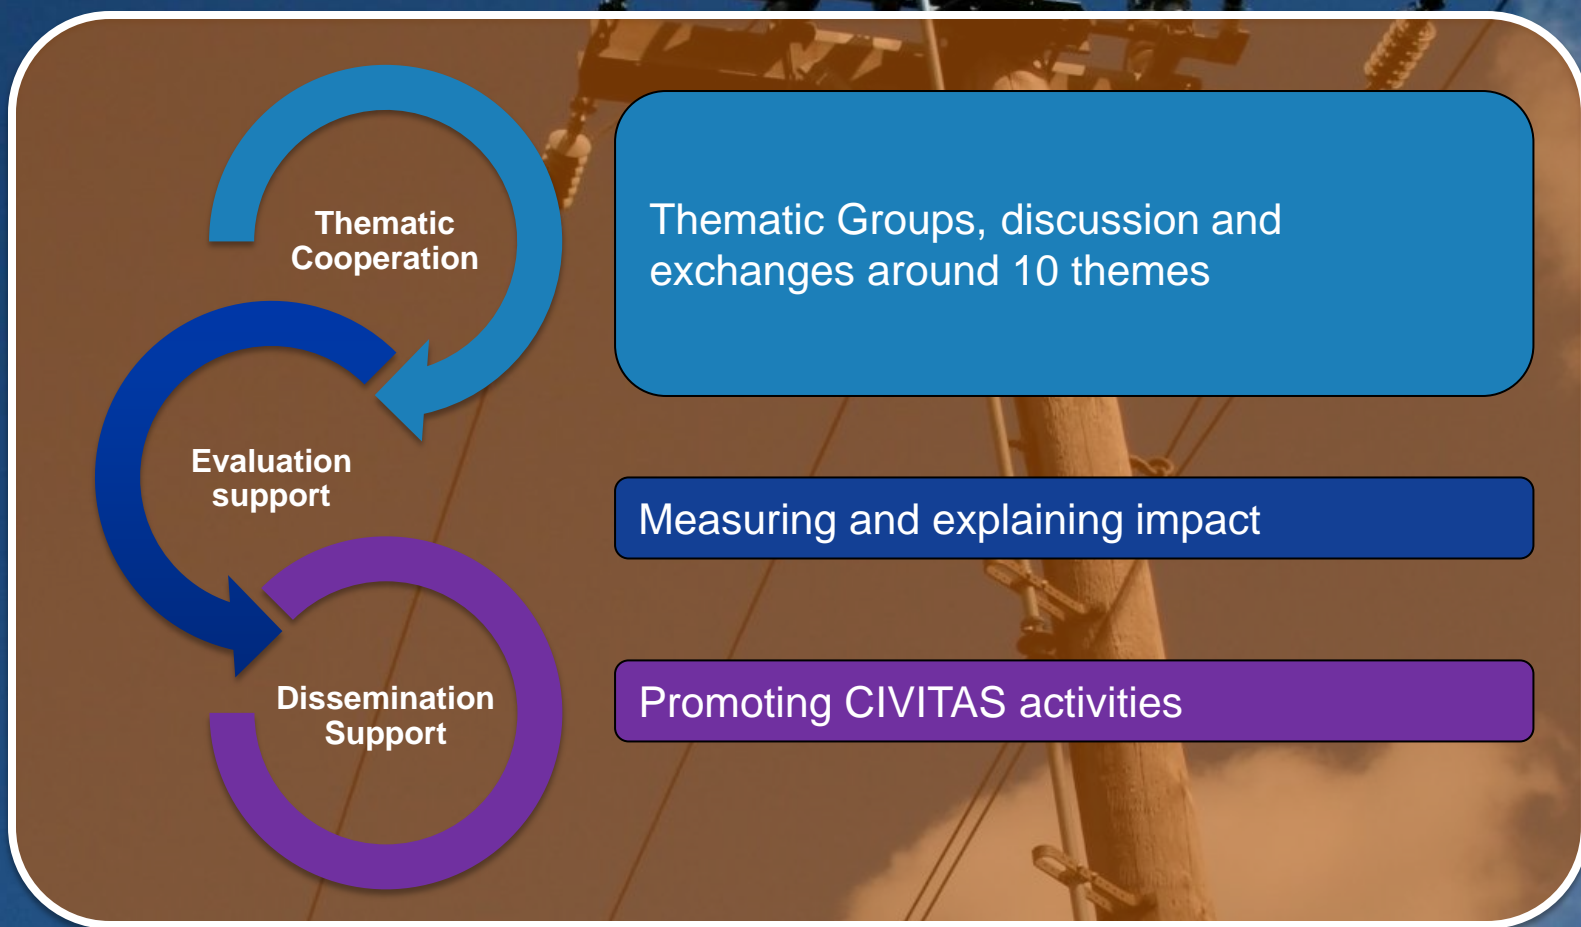 Thematic
Cooperation
Thematic Groups, discussion and
exchanges around 10 themes
Evaluation
support
Measuring and explaining impact
Dissemination
Support
Promoting CIVITAS activities